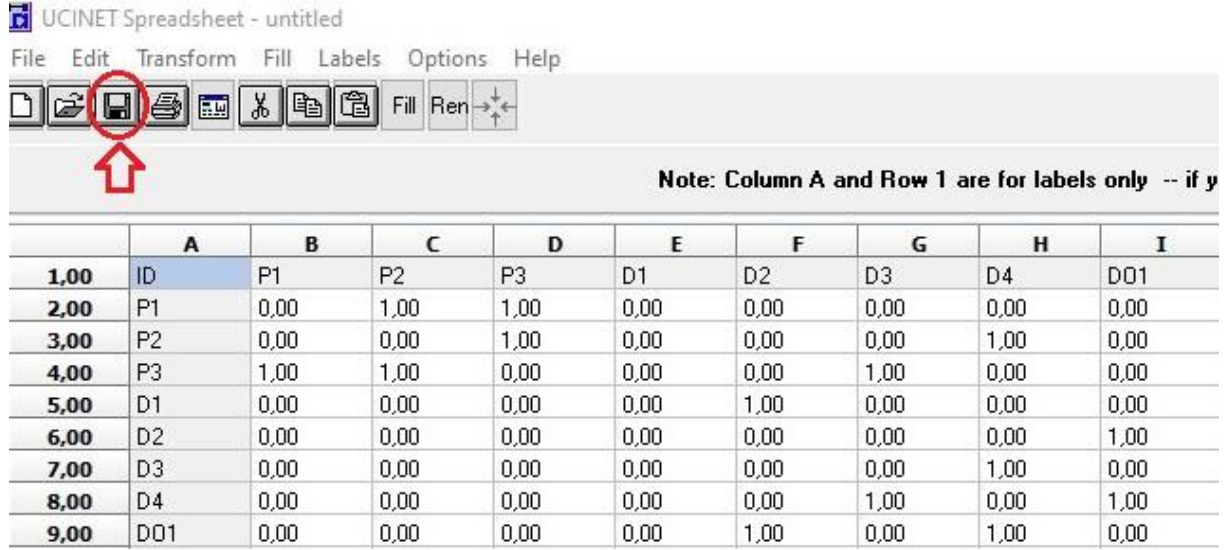 UCINET Spreadsheet - untitled
File Edit Transform Fill Labels Options Help
Fill Ren
Note: Column A and Row 1 are for labels only -- if y
A B C D E F G H I
1,00 ID P1 P2 P3 D1 D2 D3 D4 DO1
2,00 P1 0,00 1,00 1,00 0,00 0,00 0,00 0,00 0,00
3,00 P2 0,00 0,00 1,00 0,00 0,00 0,00 1,00 0,00
4,00 P3 1,00 1,00 0,00 0,00 0,00 1,00 0,00 0,00
5,00 D1 0,00 0,00 0,00 0,00 1,00 0,00 0,00 0,00
6,00 D2 0,00 0,00 0,00 0,00 0,00 0,00 0,00 1,00
7,00 D3 0,00 0,00 0,00 0,00 0,00 0,00 1,00 0,00
8,00 D4 0,00 0,00 0,00 0,00 0,00 1,00 0,00 1,00
9,00 DO1 0,00 0,00 0,00 0,00 1,00 0,00 1,00 0,00